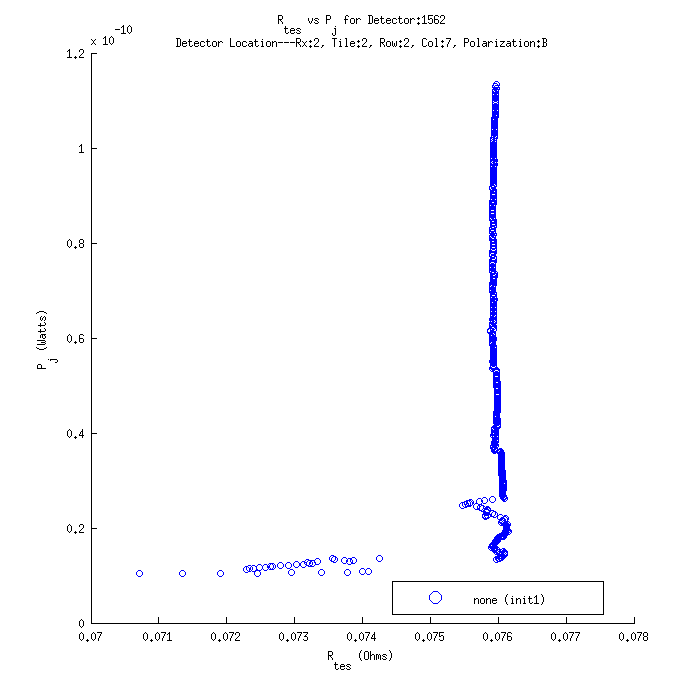 R_tes vs P_j for Detector:1562
x 10^-10
Detector Location---Rx:2, Tile:2, Row:2, Col:7, Polarization:B
1.2
1
0.8
0.6
0.4
0.2
0
P_j (Watts)
none (init1)
0.07 0.071 0.072 0.073 0.074 0.075 0.076 0.077 0.078
R_tes (Ohms)